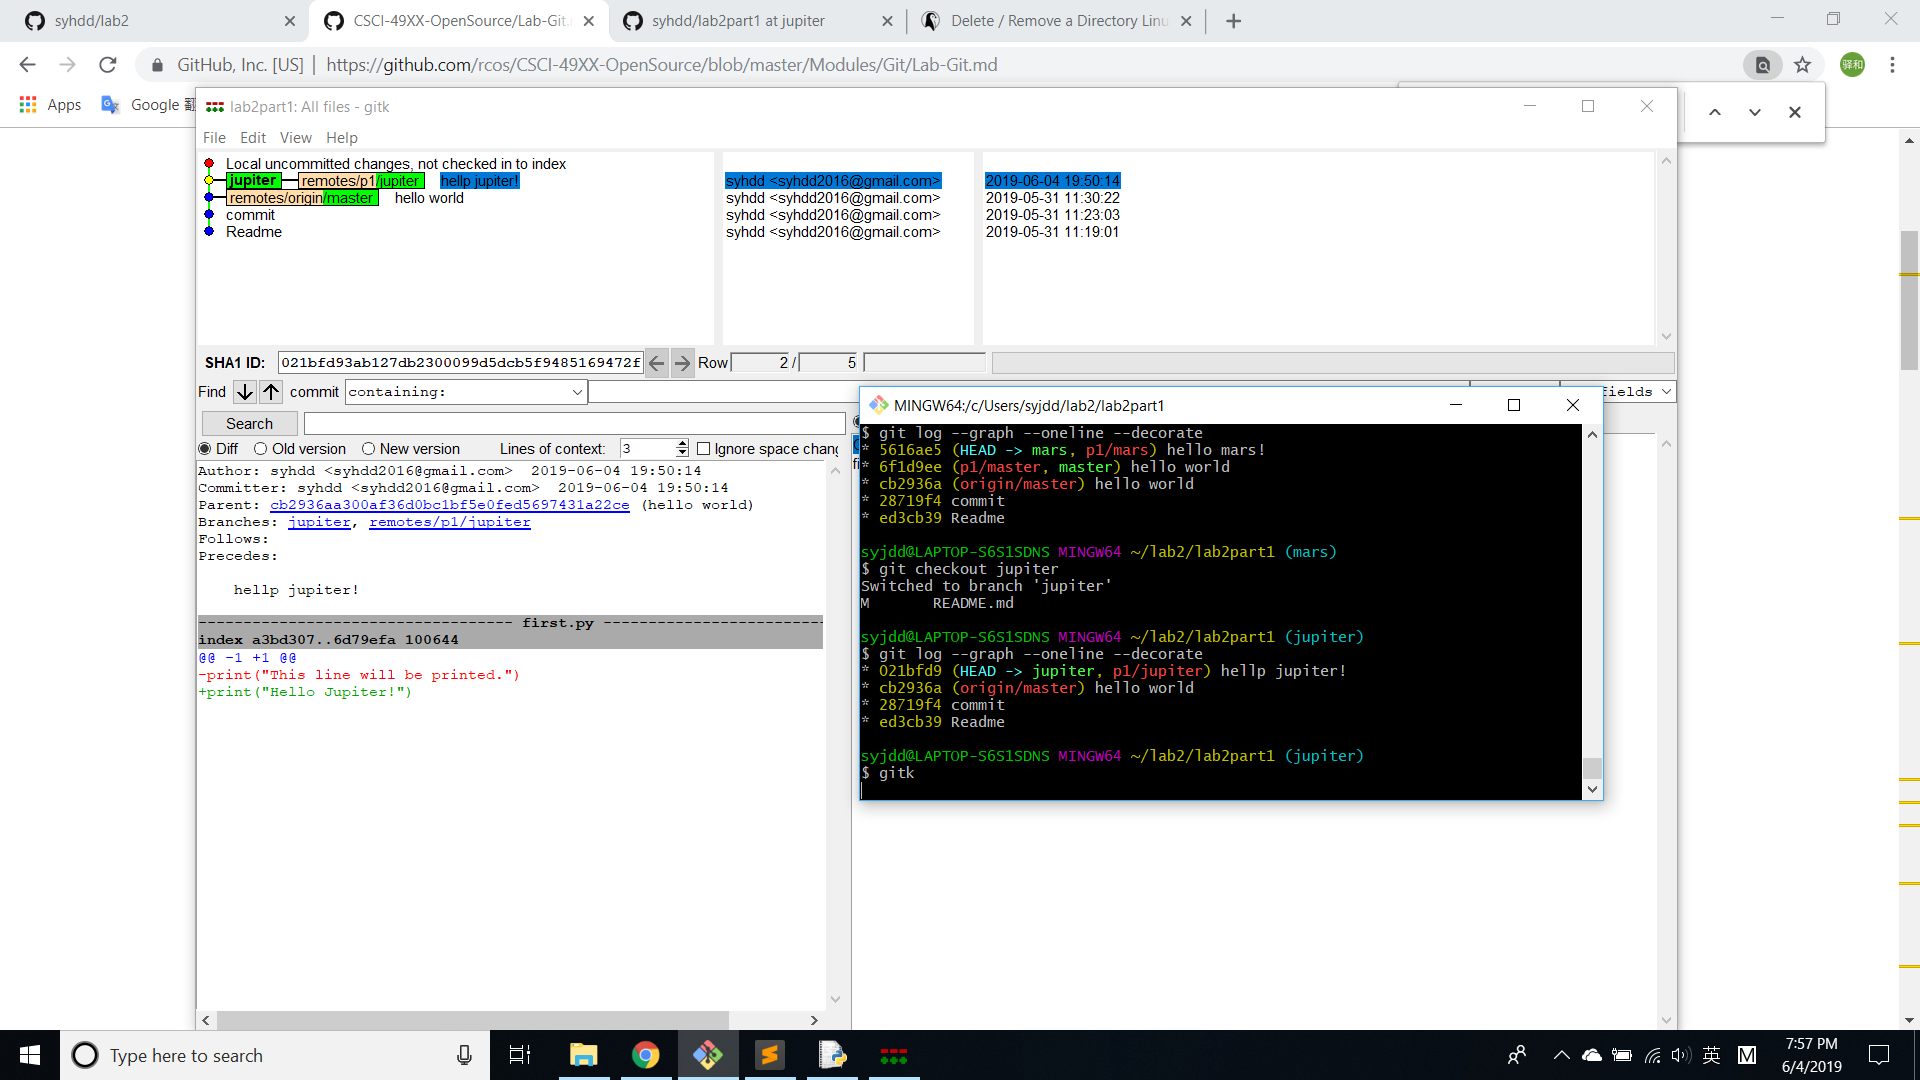 syhdd/lab2
CSCI-49XX-OpenSource/Lab-Git.
syhdd/lab2part1 at jupiter
Delete / Remove a Directory Linu
GitHub, Inc. [US] | https://github.com/rcos/CSCI-49XX-OpenSource/blob/master/Modules/Git/Lab-Git.md
驿和
Apps
Google 翻
lab2part1: All files - gitk
File Edit View Help
Local uncommitted changes, not checked in to index
jupiter remotes/p1/jupiter hellp jupiter! syhdd <syhdd2016@gmail.com> 2019-06-04 19:50:14
remotes/origin/master hello world syhdd <syhdd2016@gmail.com> 2019-05-31 11:30:22
commit syhdd <syhdd2016@gmail.com> 2019-05-31 11:23:03
Readme syhdd <syhdd2016@gmail.com> 2019-05-31 11:19:01
SHA1 ID: 021bfd93ab127db2300099d5dcb5f9485169472f Row 2 / 5
Find commit containing: fields
Search
Diff Old version New version Lines of context: 3 Ignore space chang
Author: syhdd <syhdd2016@gmail.com> 2019-06-04 19:50:14
Committer: syhdd <syhdd2016@gmail.com> 2019-06-04 19:50:14
Parent: cb2936aa300af36d0bc1bf5e0fed5697431a22ce (hello world)
Branches: jupiter, remotes/p1/jupiter
Follows:
Precedes:
hellp jupiter!
------------------------------- first.py -------------------------
index a3bd307..6d79efa 100644
@@ -1 +1 @@
-print("This line will be printed.")
+print("Hello Jupiter!")
MINGW64:/c/Users/syjdd/lab2/lab2part1
$ git log --graph --oneline --decorate
* 5616ae5 (HEAD -> mars, p1/mars) hello mars!
* 6f1d9ee (p1/master, master) hello world
* cb2936a (origin/master) hello world
* 28719f4 commit
* ed3cb39 Readme
syjdd@LAPTOP-S6S1SDNS MINGW64 ~/lab2/lab2part1 (mars)
$ git checkout jupiter
Switched to branch 'jupiter'
M README.md
syjdd@LAPTOP-S6S1SDNS MINGW64 ~/lab2/lab2part1 (jupiter)
$ git log --graph --oneline --decorate
* 021bfd9 (HEAD -> jupiter, p1/jupiter) hellp jupiter!
* cb2936a (origin/master) hello world
* 28719f4 commit
* ed3cb39 Readme
syjdd@LAPTOP-S6S1SDNS MINGW64 ~/lab2/lab2part1 (jupiter)
$ gitk
Type here to search
英
M
7:57 PM
6/4/2019